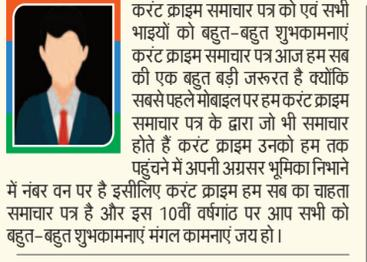 करंट क्राइम समाचार पत्र को एवं सभी
भाइयों को बहुत-बहुत शुभकामनाएं
करंट क्राइम समाचार पत्र आज हम सब
की एक बहुत बड़ी जरूरत है क्योंकि
सबसे पहले मोबाइल पर हम करंट क्राइम
समाचार पत्र के द्वारा जो भी समाचार
होते हैं करंट क्राइम उनको हम तक
पहुंचने में अपनी अग्रसर भूमिका निभाने
में नंबर वन पर है इसीलिए करंट क्राइम हम सब का चाहता
समाचार पत्र है और इस 10वीं वर्षगांठ पर आप सभी को
बहुत-बहुत शुभकामनाएं मंगल कामनाएं जय हो।